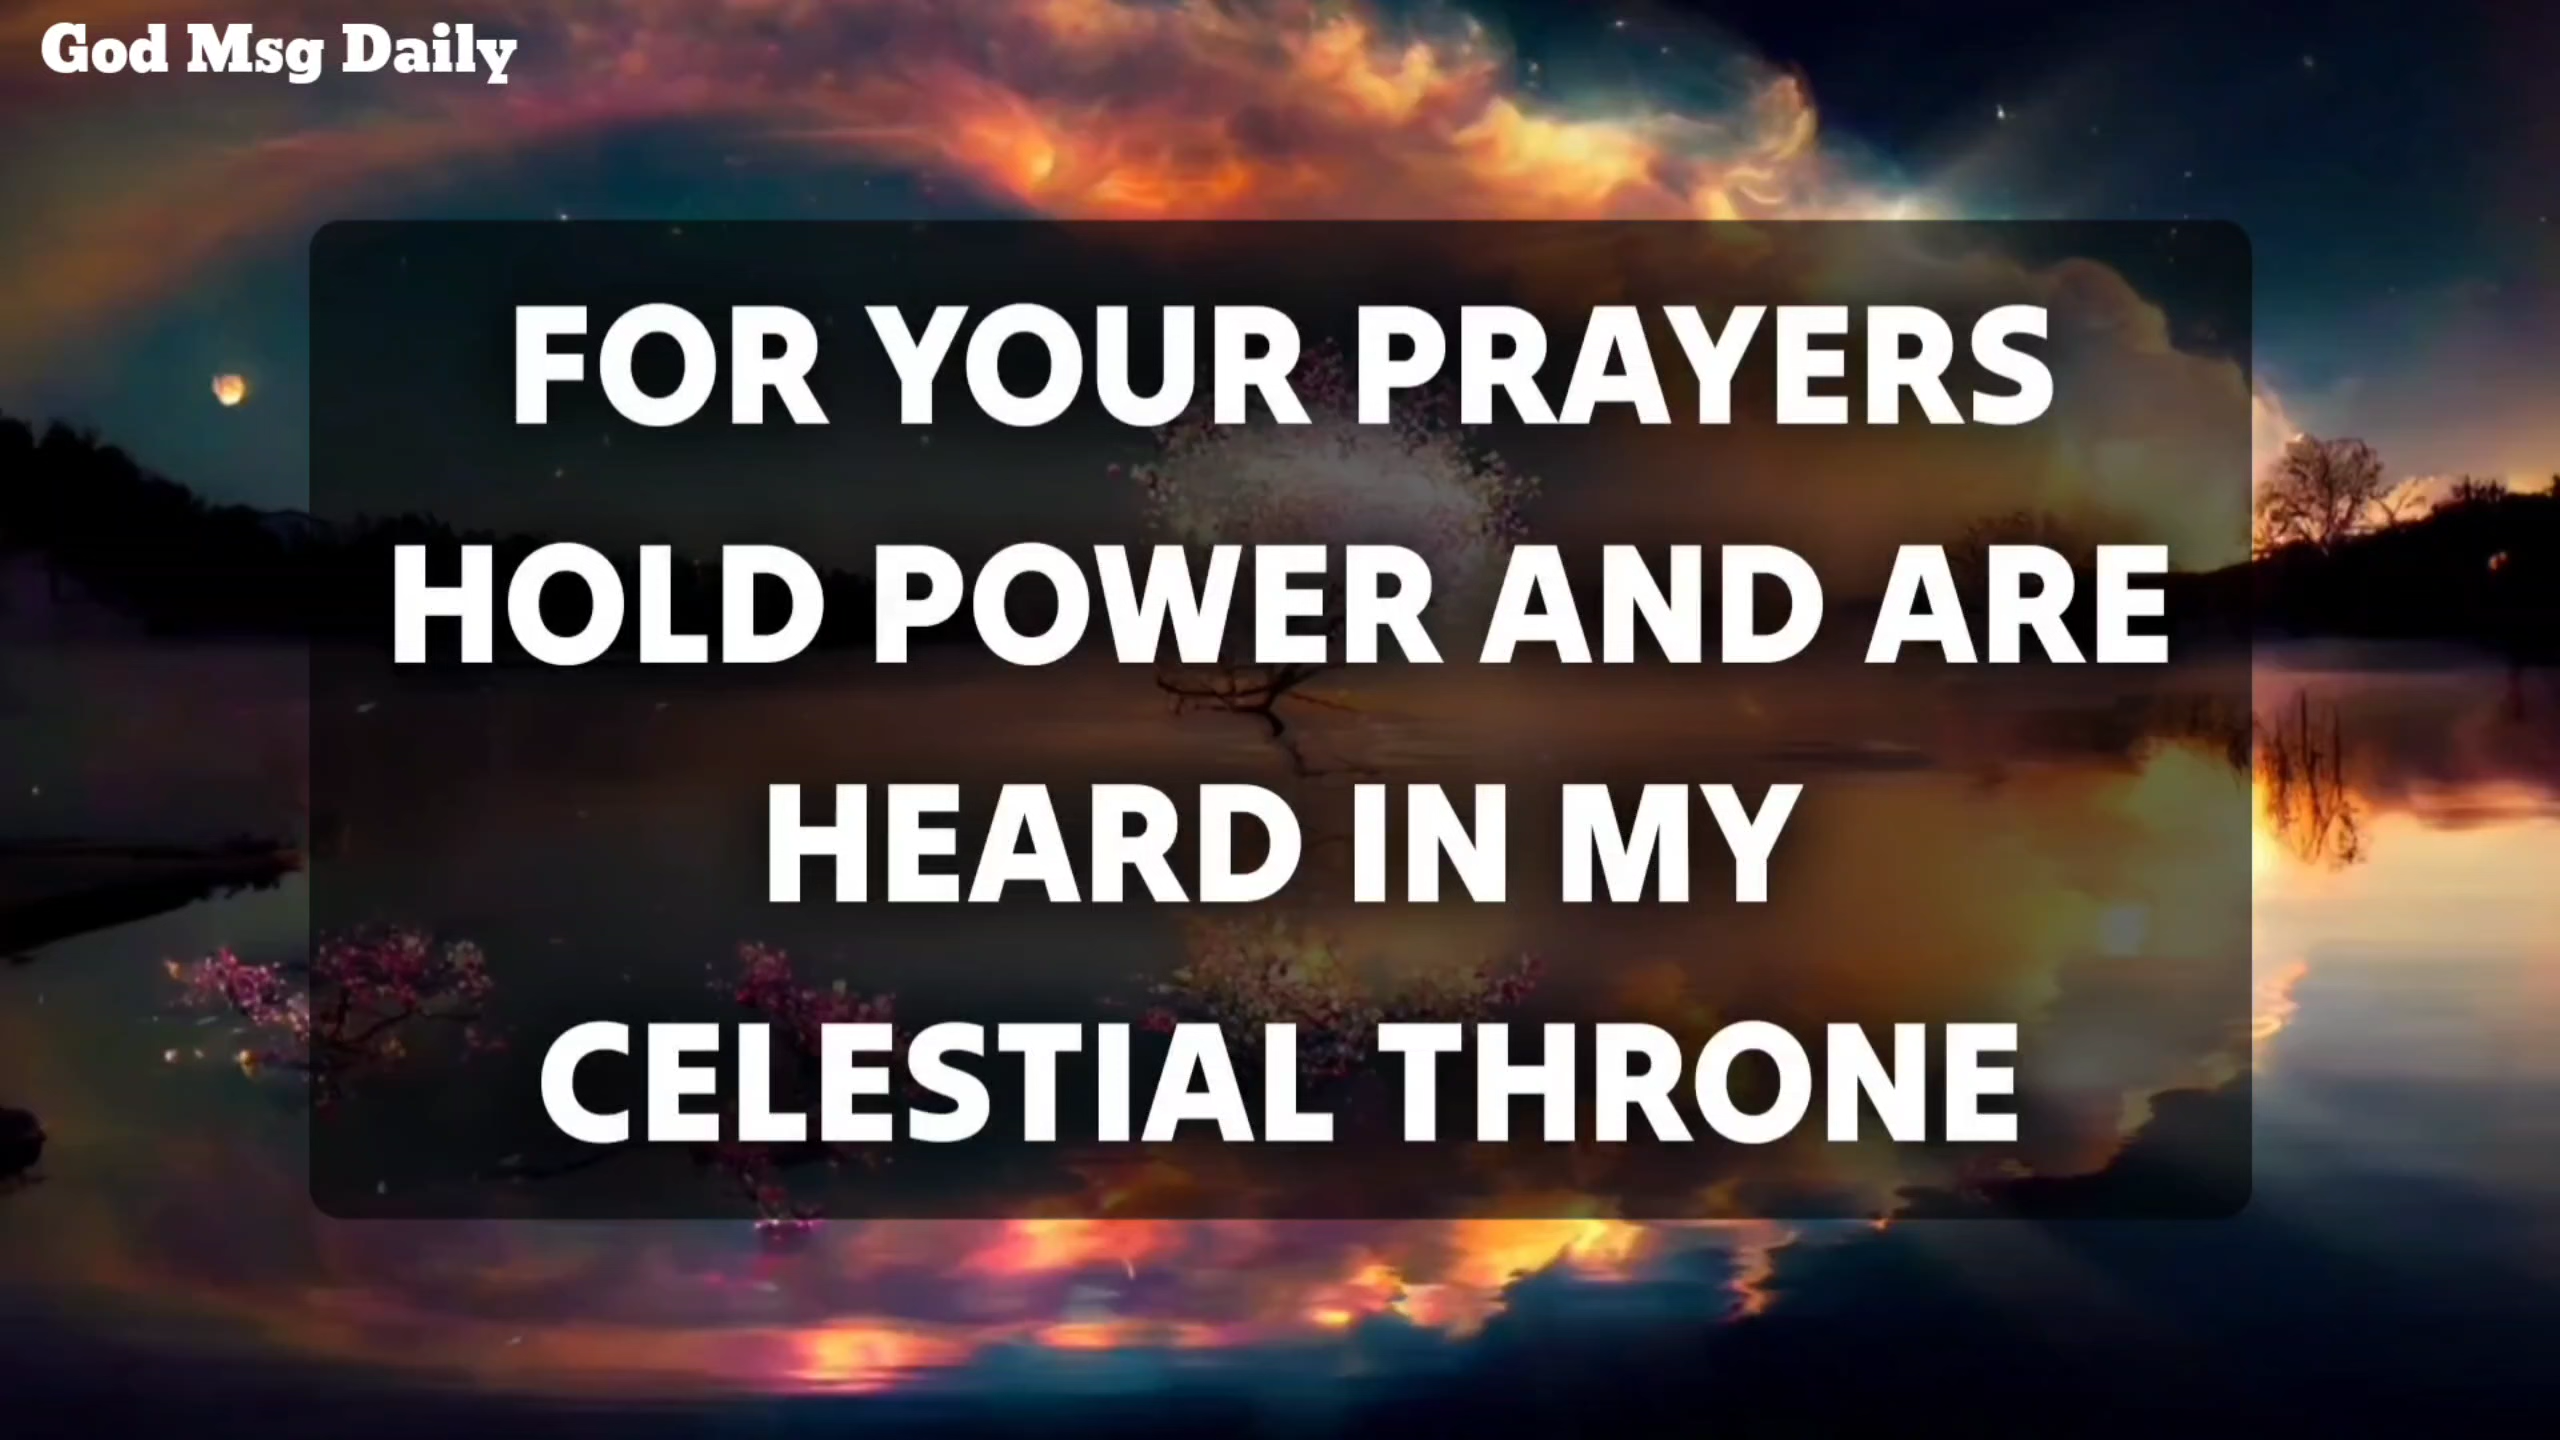 God Msg Daily
FOR YOUR PRAYERS
HOLD POWER AND ARE
HEARD IN MY
CELESTIAL THRONE